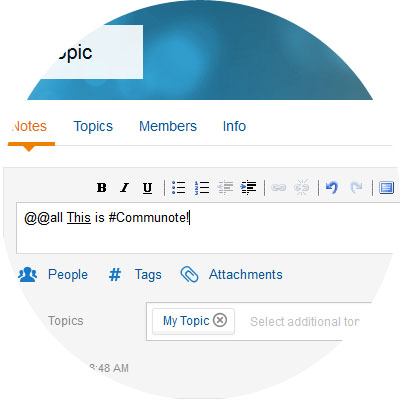 opic
Notes Topics Members Info
B I U
@@all This is #Communote!
People # Tags Attachments
Topics My Topic Select additional to
:48 AM